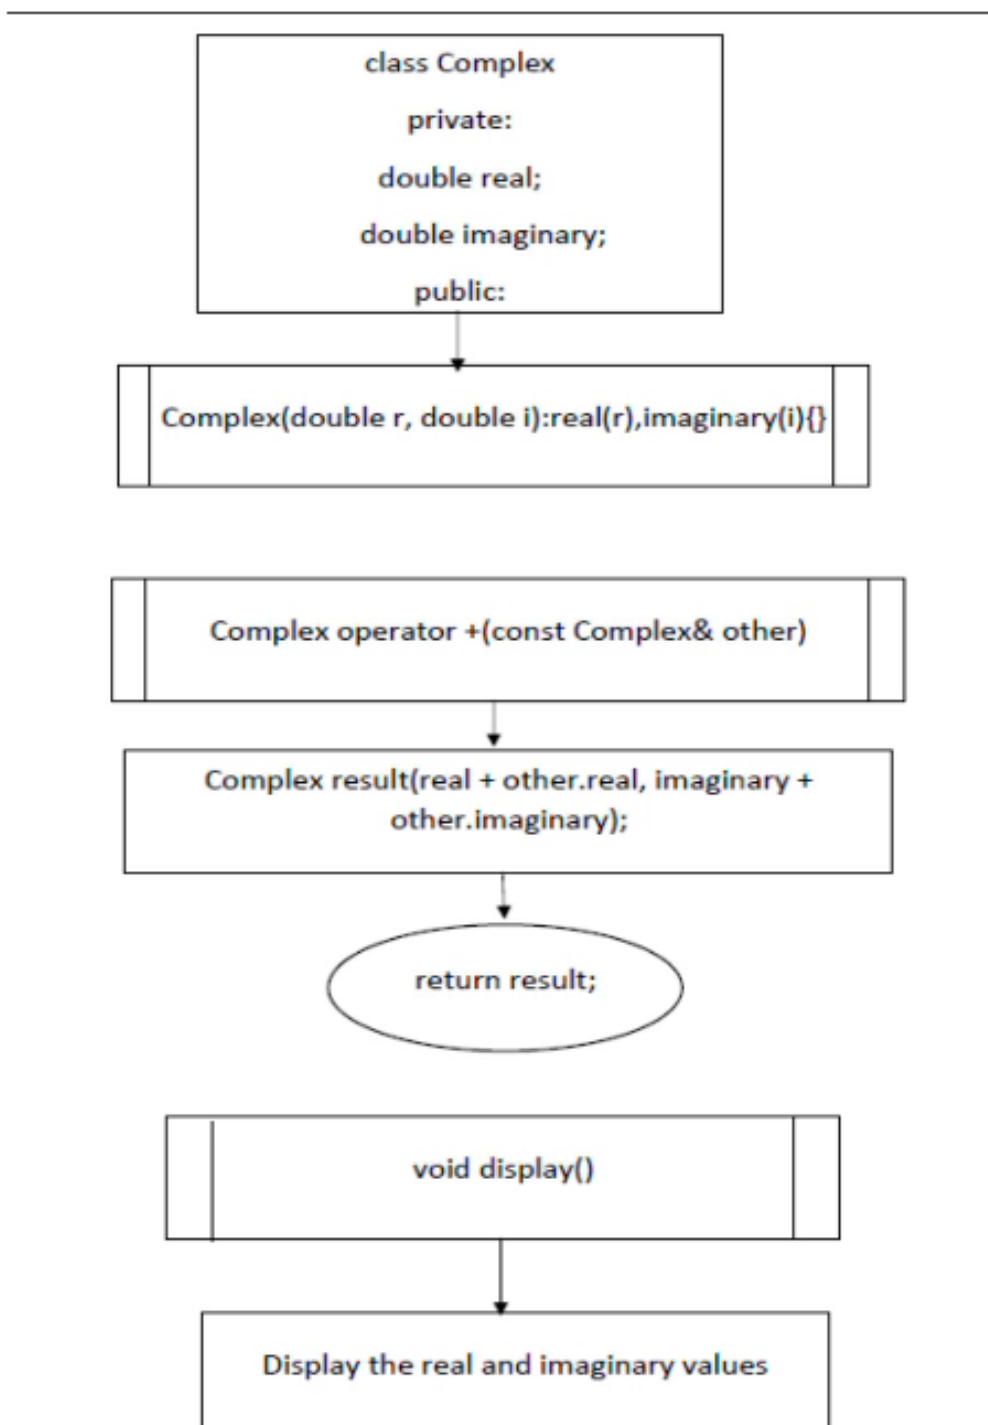 class Complex
private:
double real;
double imaginary;
public:
Complex(double r, double i):real(r),imaginary(i){}
Complex operator +(const Complex& other)
Complex result(real + other.real, imaginary +
other.imaginary);
return result;
void display()
Display the real and imaginary values